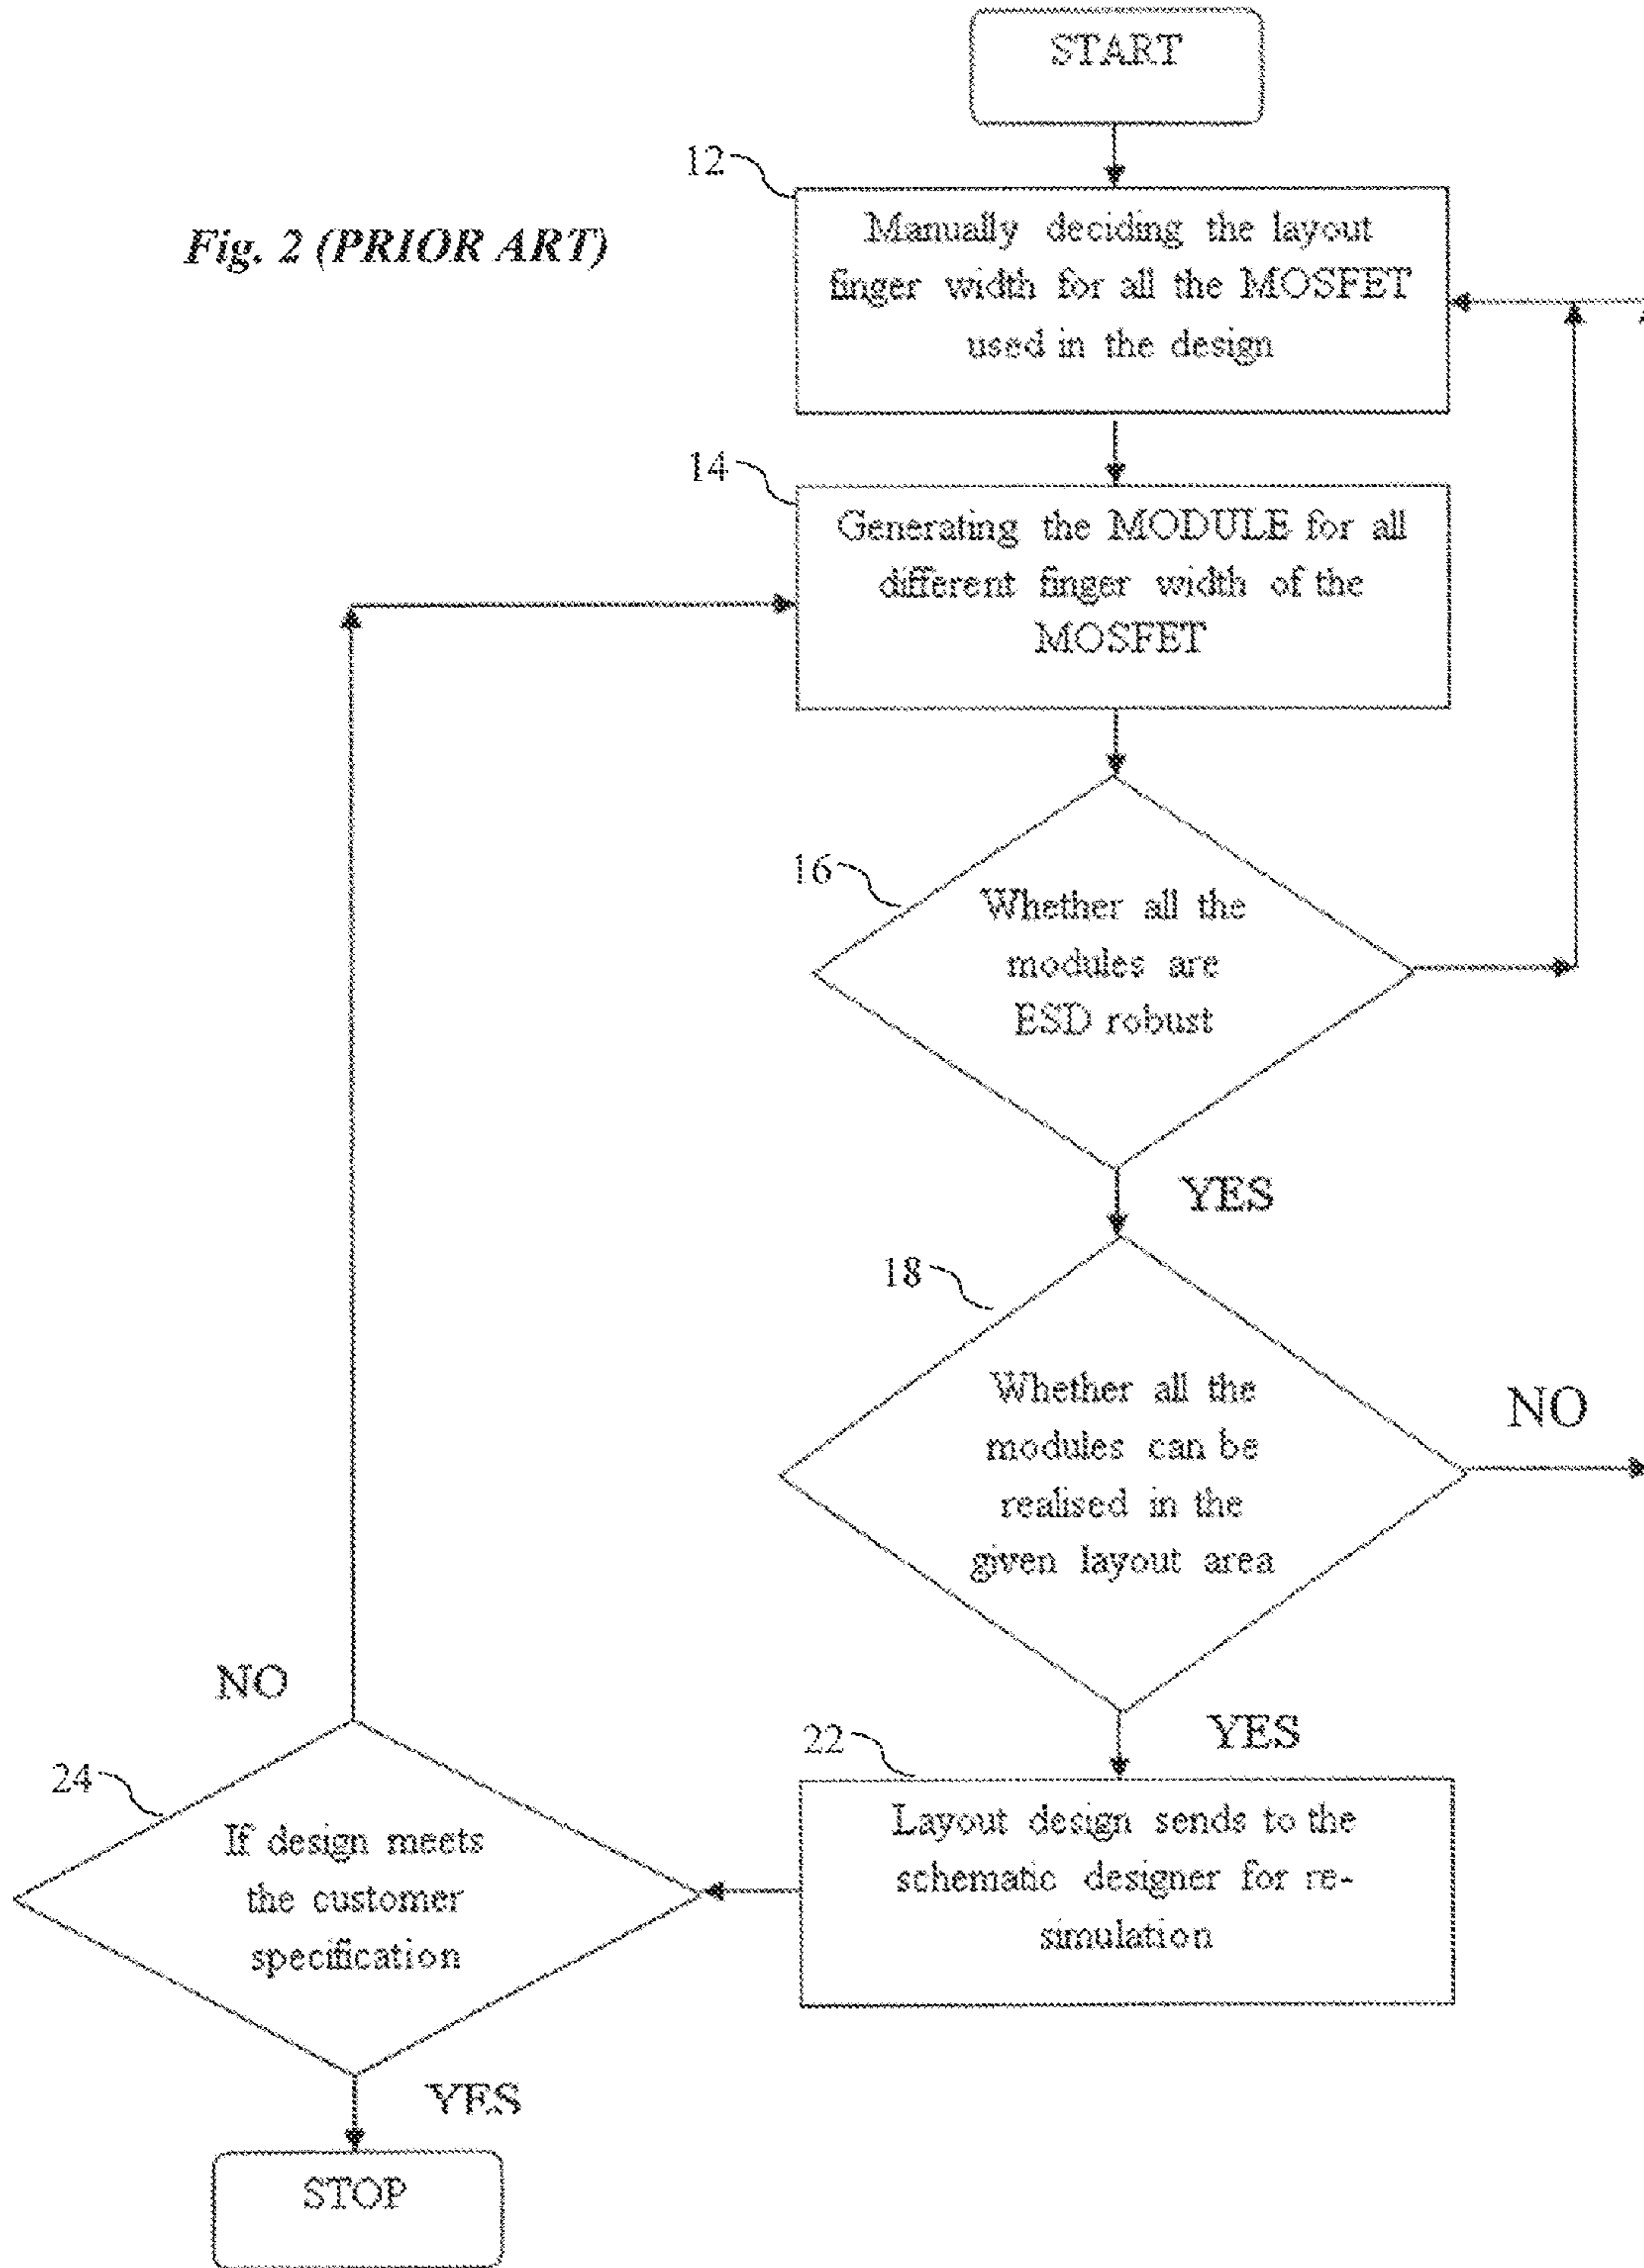 START
12
Fig. 2 (PRIOR ART)
Manually deciding the layout
finger width for all the MOSFET
used in the design
14
Generating the MODULE for all
different finger width of the
MOSFET
16
Whether all the
modules are
ESD robust
YES
18
Whether all the
modules can be
realised in the
given layout area
NO
YES
22
Layout design sends to the
schematic designer for re-
simulation
NO
24
If design meets
the customer
specification
YES
STOP